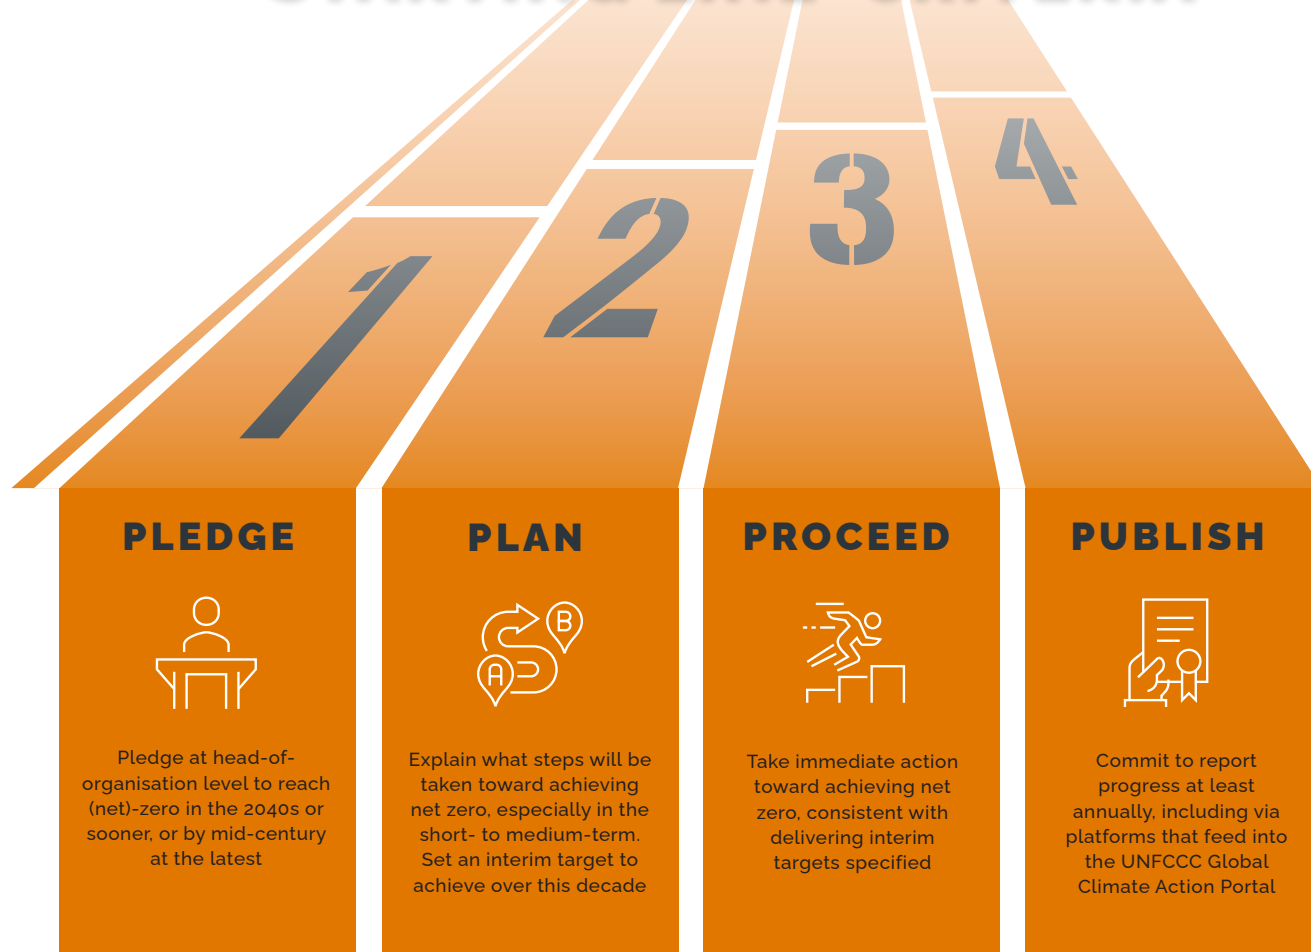 1
2
3
4
PLEDGE
Pledge at head-of-
organisation level to reach
(net)-zero in the 2040s or
sooner, or by mid-century
at the latest
PLAN
A
B
Explain what steps will be
taken toward achieving
net zero, especially in the
short- to medium-term.
Set an interim target to
achieve over this decade
PROCEED
Take immediate action
toward achieving net
zero, consistent with
delivering interim
targets specified
PUBLISH
Commit to report
progress at least
annually, including via
platforms that feed into
the UNFCCC Global
Climate Action Portal